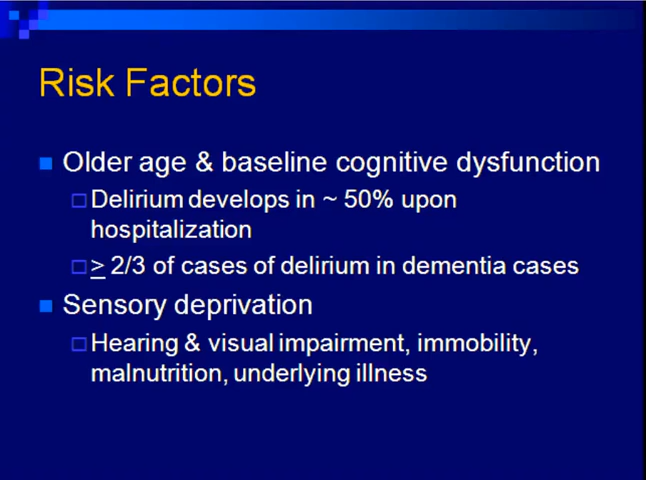 Risk Factors
Older age & baseline cognitive dysfunction
Delirium develops in ~ 50% upon
hospitalization
≥ 2/3 of cases of delirium in dementia cases
Sensory deprivation
Hearing & visual impairment, immobility,
malnutrition, underlying illness